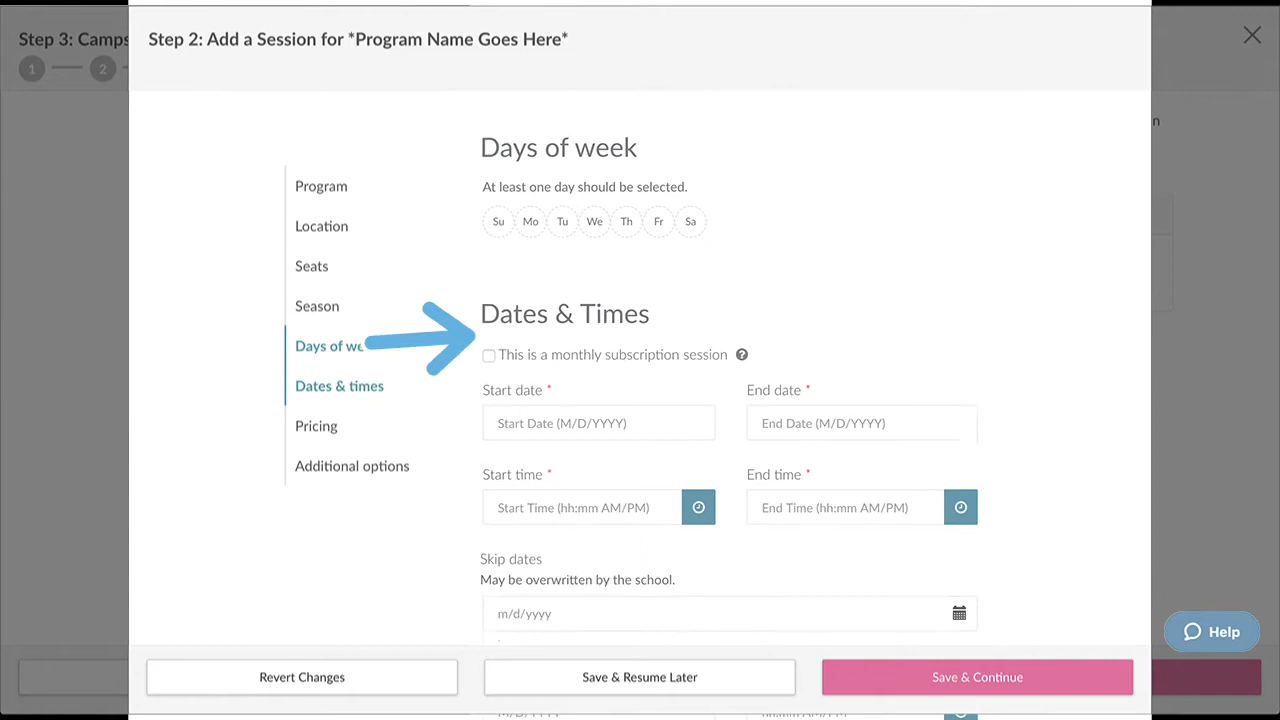 Step 3: Camps
1
2
Step 2: Add a Session for *Program Name Goes Here*
Program
Location
Seats
Season
Days of we
Dates & times
Pricing
Additional options
Days of week
At least one day should be selected.
Su Mo Tu We Th Fr Sa
Dates & Times
This is a monthly subscription session ?
Start date * End date *
Start Date (M/D/YYYY) End Date (M/D/YYYY)
Start time * End time *
Start Time (hh:mm AM/PM) End Time (hh:mm AM/PM)
Skip dates
May be overwritten by the school.
m/d/yyyy
Help
Revert Changes Save & Resume Later Save & Continue